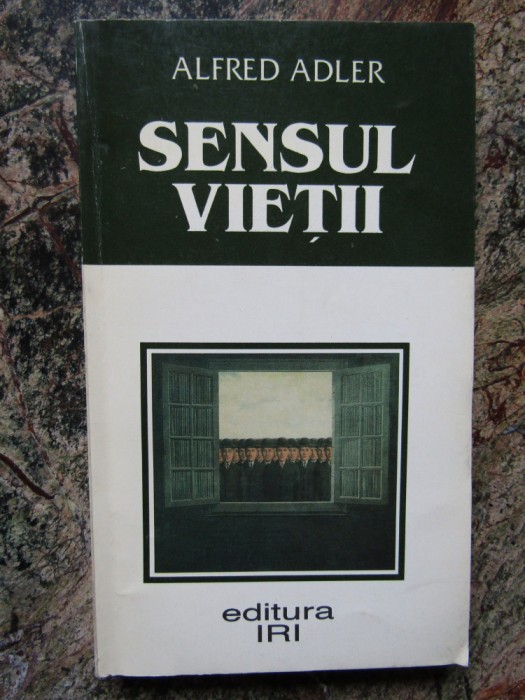 ALFRED ADLER
SENSUL
VIEȚII
editura
IRI